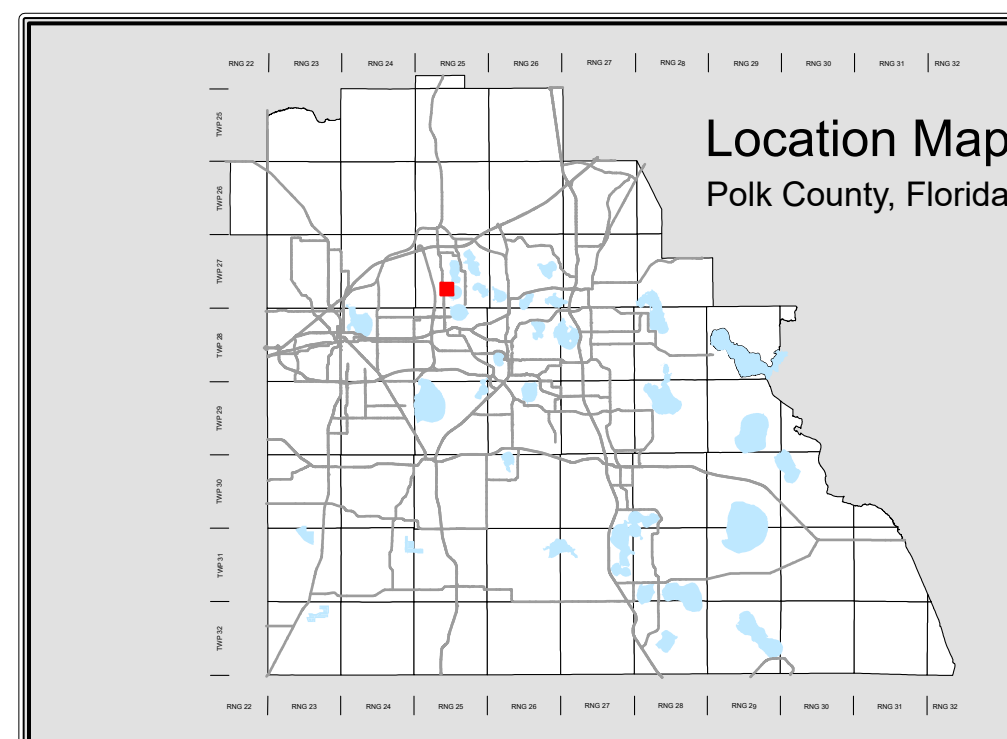 RNG 22 RNG 23 RNG 24 RNG 25 RNG 26 RNG 27 RNG 28 RNG 29 RNG 30 RNG 31 RNG 32
Location Map
Polk County, Florida
TWP 25
TWP 26
TWP 27
TWP 28
TWP 29
TWP 30
TWP 31
TWP 32
RNG 22 RNG 23 RNG 24 RNG 25 RNG 26 RNG 27 RNG 28 RNG 29 RNG 30 RNG 31 RNG 32